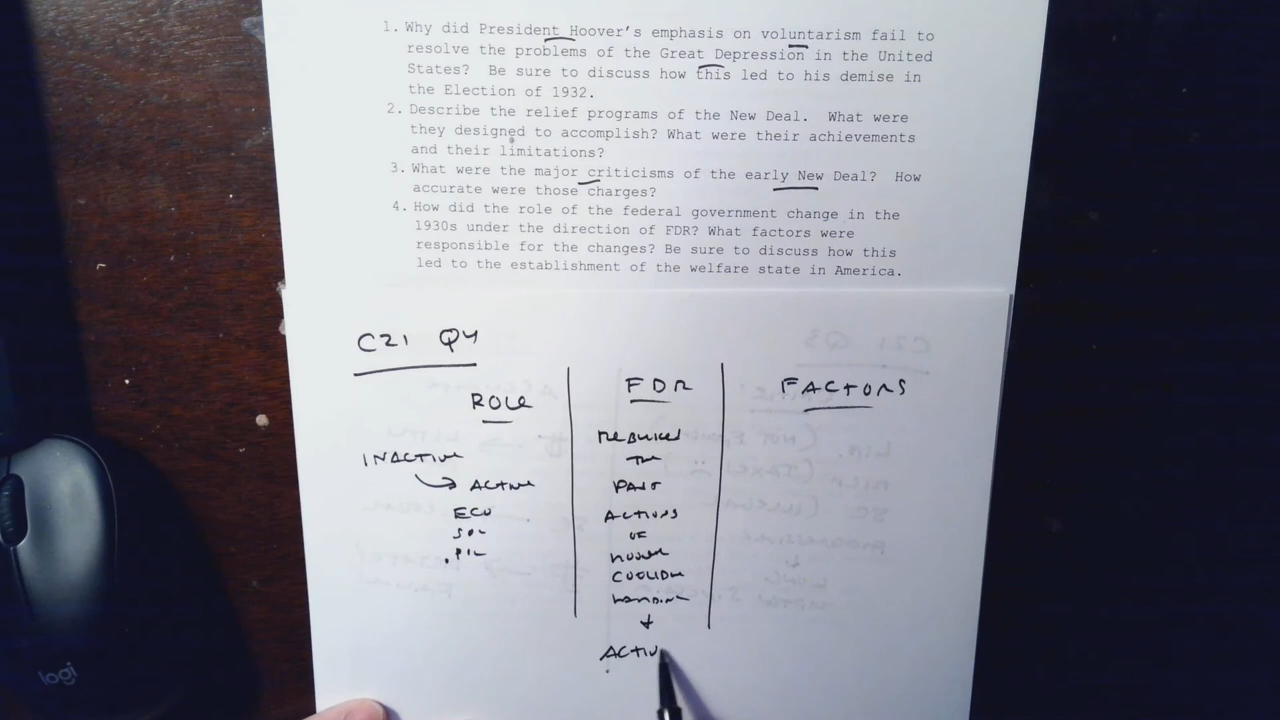 1. Why did President Hoover's emphasis on voluntarism fail to
resolve the problems of the Great Depression in the United
States? Be sure to discuss how this led to his demise in
the Election of 1932.
2. Describe the relief programs of the New Deal. What were
they designed to accomplish? What were their achievements
and their limitations?
3. What were the major criticisms of the early New Deal? How
accurate were those charges?
4. How did the role of the federal government change in the
1930s under the direction of FDR? What factors were
responsible for the changes? Be sure to discuss how this
led to the establishment of the welfare state in America.
C21 Q4
ROLE
INACTIVE
ACTIVE
ECO
SOC
POL
FDR
THE
PAST
ACTIONS
OF
HOOVER
COOLIDGE
HARDING
+
ACTIV
FACTORS
C21 Q3
logi